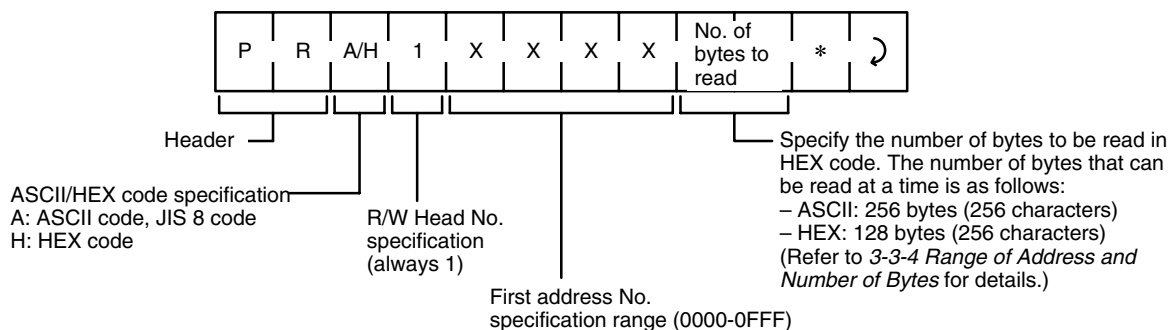 P R A/H 1 X X X X No. of
bytes to
read * ⤸
Header
Specify the number of bytes to be read in
HEX code. The number of bytes that can
be read at a time is as follows:
– ASCII: 256 bytes (256 characters)
– HEX: 128 bytes (256 characters)
(Refer to 3-3-4 Range of Address and
Number of Bytes for details.)
ASCII/HEX code specification
A: ASCII code, JIS 8 code
H: HEX code
R/W Head No.
specification
(always 1)
First address No.
specification range (0000-0FFF)